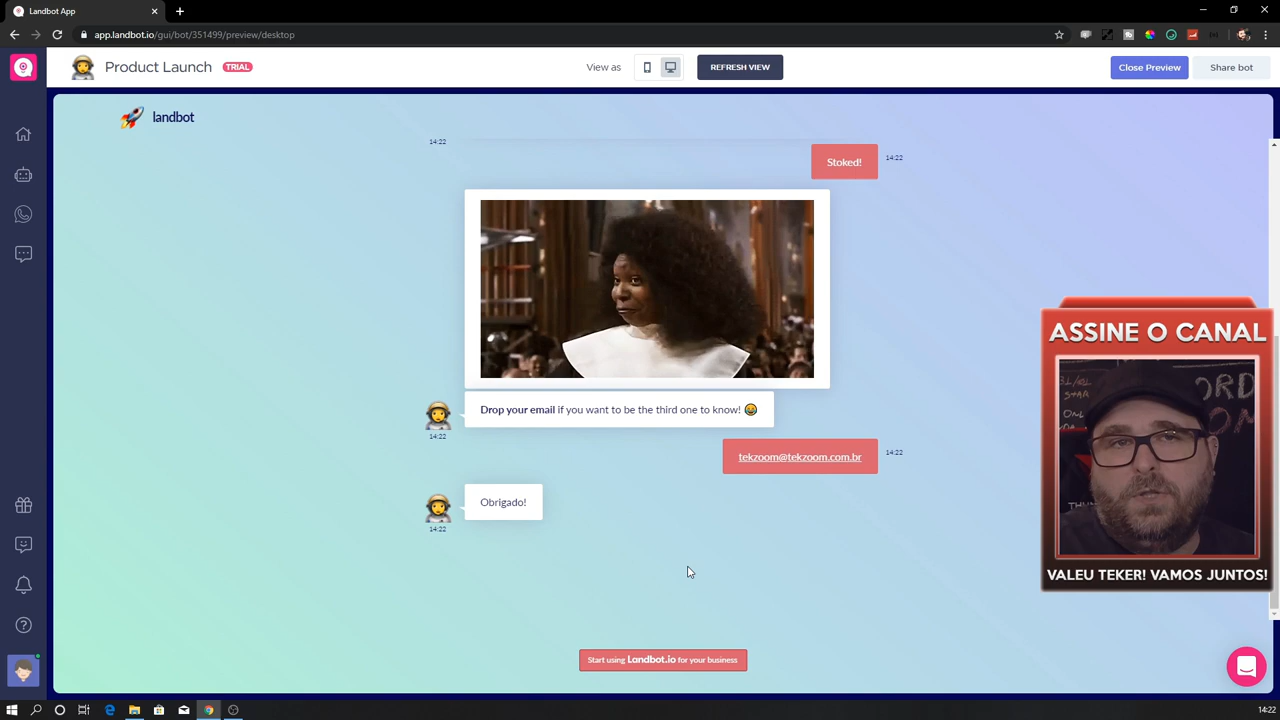 Landbot App
app.landbot.io/gui/bot/351499/preview/desktop
Product Launch TRIAL
View as
REFRESH VIEW
Close Preview
Share bot
landbot
14:22
Stoked!
14:22
Drop your email if you want to be the third one to know!
14:22
tekzoom@tekzoom.com.br
14:22
Obrigado!
14:22
Start using Landbot.io for your business
ASSINE O CANAL
VALEU TEKER! VAMOS JUNTOS!
14:22